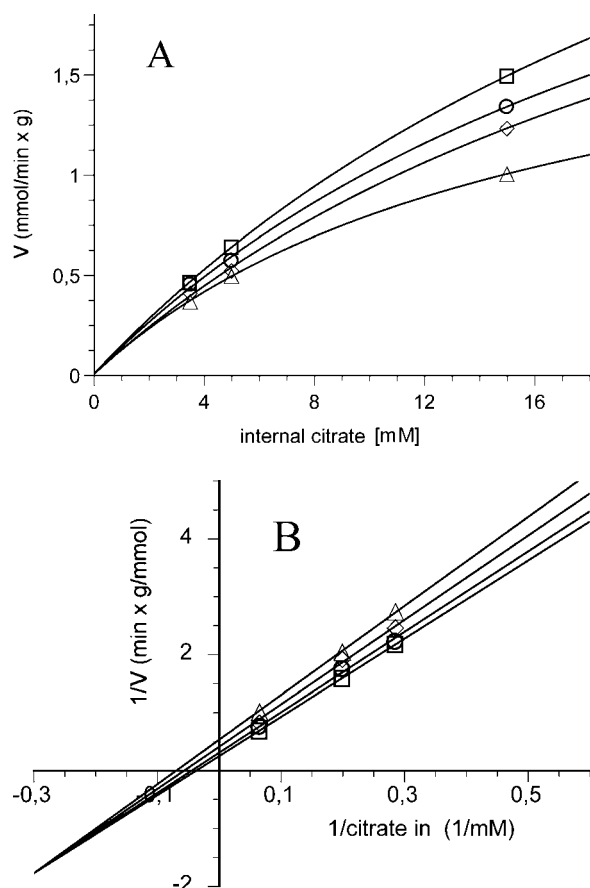 A
V (mmol/min x g)
1,5
1
0,5
0
0
4
8
12
16
internal citrate [mM]
B
1/V (min x g/mmol)
4
2
-0,3
-0,1
0,1
0,3
0,5
1/citrate in (1/mM)
-2